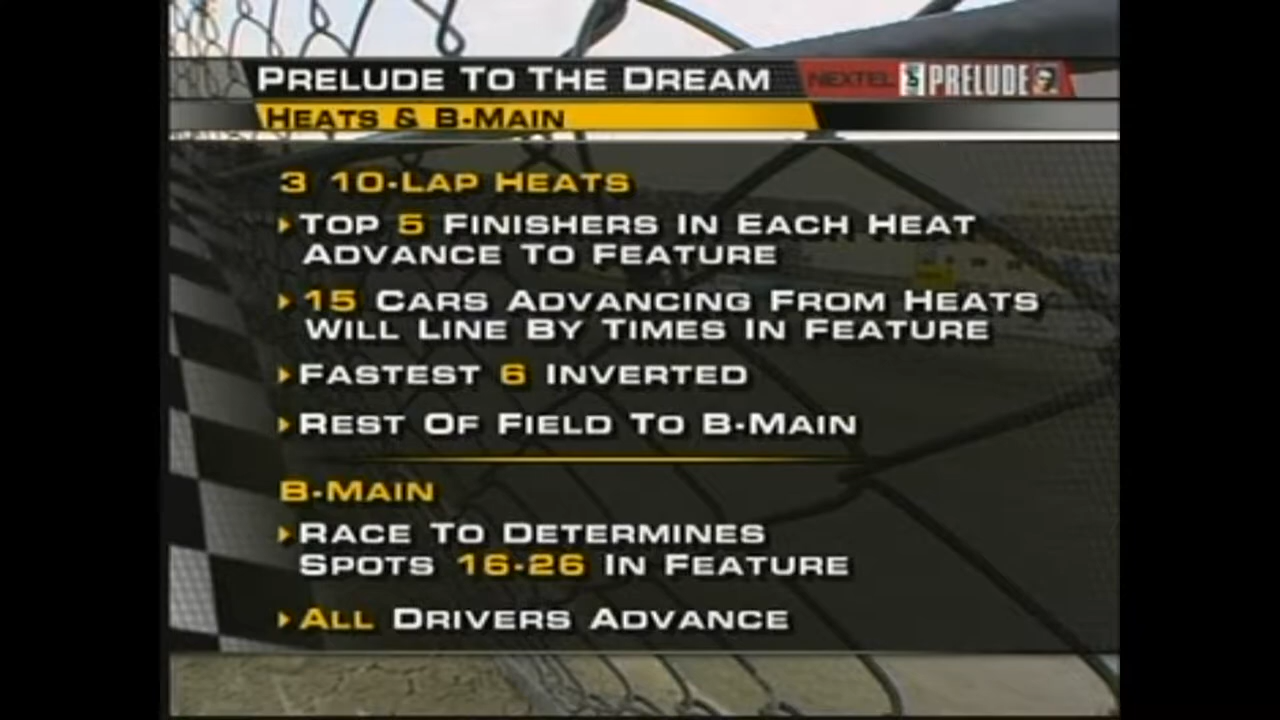 PRELUDE TO THE DREAM
NEXTEL PRELUDE
HEATS & B-MAIN
3 10-LAP HEATS
TOP 5 FINISHERS IN EACH HEAT
ADVANCE TO FEATURE
15 CARS ADVANCING FROM HEATS
WILL LINE BY TIMES IN FEATURE
FASTEST 6 INVERTED
REST OF FIELD TO B-MAIN
B-MAIN
RACE TO DETERMINES
SPOTS 16-26 IN FEATURE
ALL DRIVERS ADVANCE